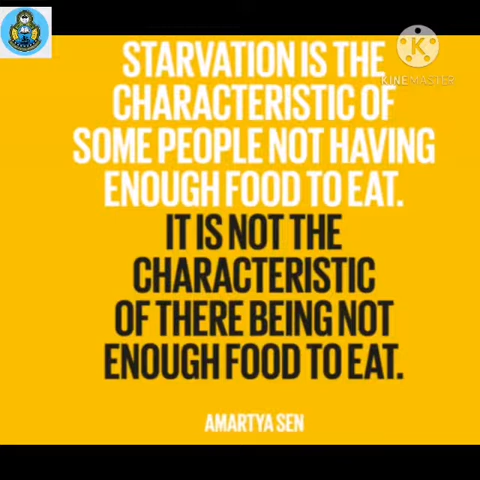 STARVATION IS THE
CHARACTERISTIC OF
SOME PEOPLE NOT HAVING
ENOUGH FOOD TO EAT.
IT IS NOT THE
CHARACTERISTIC
OF THERE BEING NOT
ENOUGH FOOD TO EAT.
AMARTYA SEN
KINEMASTER